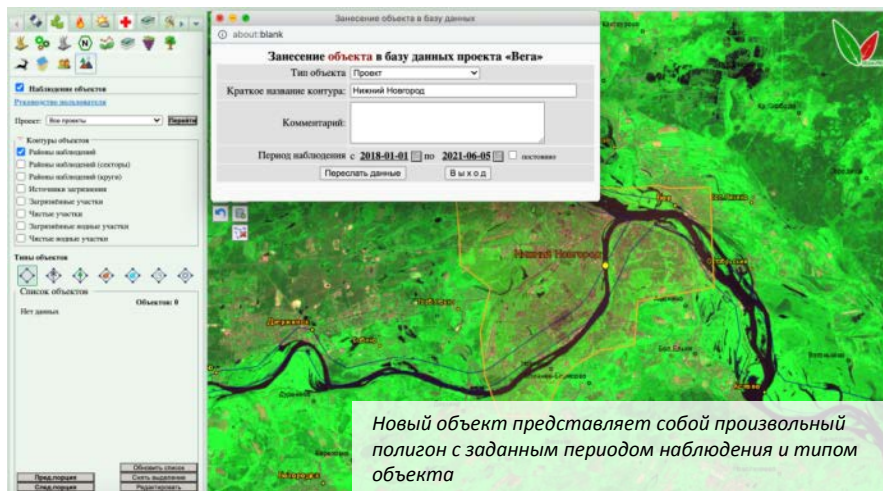 Занесение объекта в базу данных
about:blank
Занесение объекта в базу данных проекта «Вега»
Тип объекта Проект
Краткое название контура: Нижний Новгород
Комментарий:
Период наблюдения с 2018-01-01 по 2021-06-05 постоянно
Переслать данные Выход
Наблюдение объектов
Руководство пользователя
Проект: Все проекты Перейти
Контуры объектов
Районы наблюдений
Районы наблюдений (секторы)
Районы наблюдений (круги)
Источники загрязнения
Загрязнённые участки
Чистые участки
Загрязнённые водные участки
Чистые водные участки
Типы объектов
Список объектов
Объектов: 0
Нет данных
Обновить список
Пред.порция Снять выделение
След.порция Редактировать
Нижний Новгород
Дзержинск
Бор
Новый объект представляет собой произвольный
полигон с заданным периодом наблюдения и типом
объекта